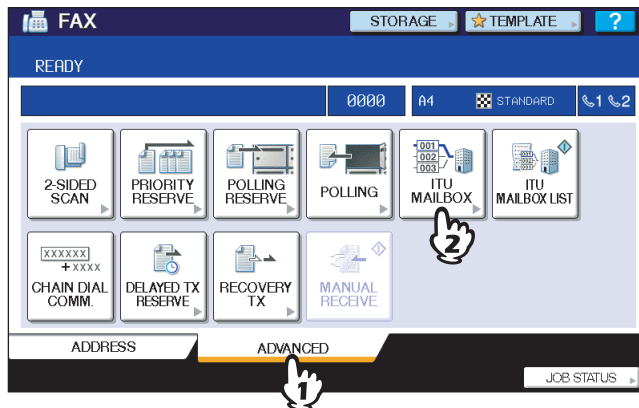 FAX
STORAGE
TEMPLATE
?
READY
0000
A4
STANDARD
1
2
2-SIDED
SCAN
PRIORITY
RESERVE
POLLING
RESERVE
POLLING
001
002
003
ITU
MAILBOX
ITU
MAILBOX LIST
2
XXXXXX
+XXXX
CHAIN DIAL
COMM.
DELAYED TX
RESERVE
RECOVERY
TX
MANUAL
RECEIVE
ADDRESS
ADVANCED
1
JOB STATUS